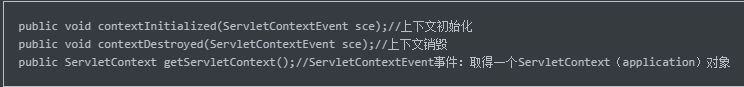 public void contextInitialized(ServletContextEvent sce);//上下文初始化
public void contextDestroyed(ServletContextEvent sce);//上下文销毁
public ServletContext getServletContext();//ServletContextEvent事件：取得一个ServletContext（application）对象